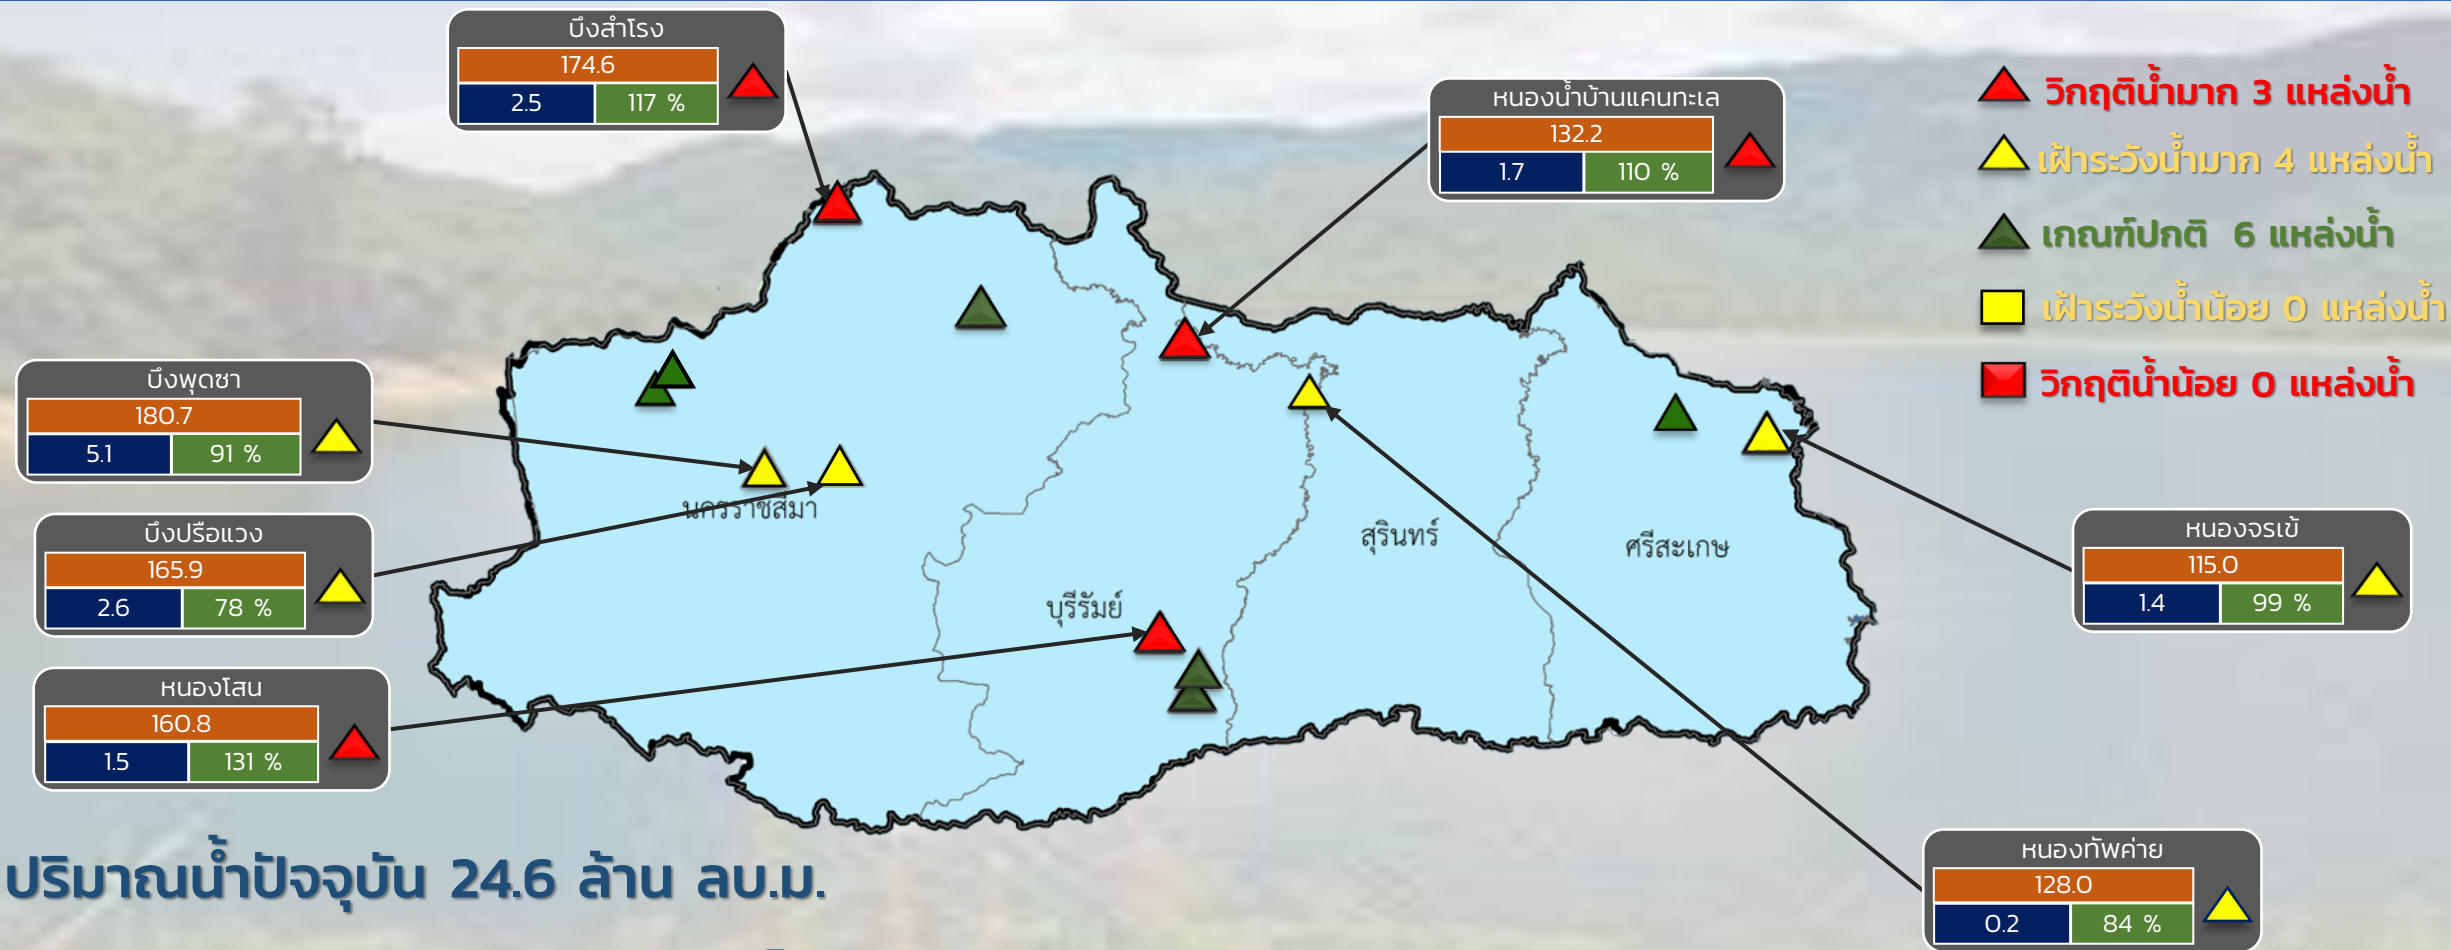 บึงสำโรง
174.6
2.5 117 %
หนองน้ำบ้านแคนทะเล
132.2
1.7 110 %
วิกฤติน้ำมาก 3 แหล่งน้ำ
เฝ้าระวังน้ำมาก 4 แหล่งน้ำ
เกณฑ์ปกติ 6 แหล่งน้ำ
เฝ้าระวังน้ำน้อย 0 แหล่งน้ำ
วิกฤติน้ำน้อย 0 แหล่งน้ำ
บึงพุดซา
180.7
5.1 91 %
บึงปรือแวง
165.9
2.6 78 %
หนองโสน
160.8
1.5 131 %
นครราชสีมา
บุรีรัมย์
สุรินทร์
ศรีสะเกษ
หนองจรเข้
115.0
1.4 99 %
หนองทัพค่าย
128.0
0.2 84 %
ปริมาณน้ำปัจจุบัน 24.6 ล้าน ลบ.ม.